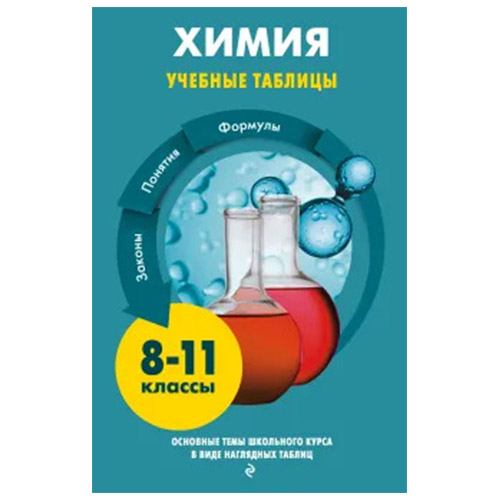 ХИМИЯ
УЧЕБНЫЕ ТАБЛИЦЫ
Формулы
Понятия
Законы
8-11
классы
ОСНОВНЫЕ ТЕМЫ ШКОЛЬНОГО КУРСА
В ВИДЕ НАГЛЯДНЫХ ТАБЛИЦ